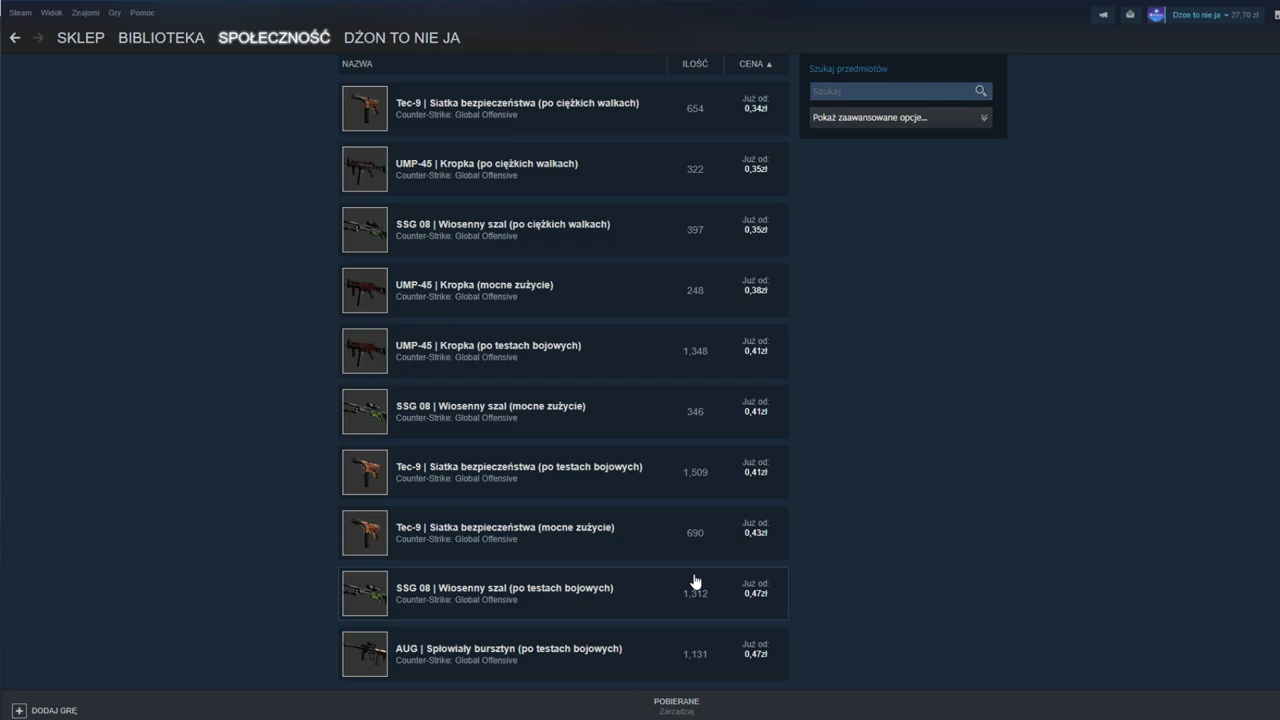 Steam Widok Znajomi Gry Pomoc
Dżon to nie ja 27,70 zł
SKLEP BIBLIOTEKA SPOŁECZNOŚĆ DŻON TO NIE JA
NAZWA ILOŚĆ CENA ▲
Szukaj przedmiotów
Szukaj
Pokaż zaawansowane opcje...
Tec-9 | Siatka bezpieczeństwa (po ciężkich walkach)
Counter-Strike: Global Offensive
654
Już od:
0,34zł
UMP-45 | Kropka (po ciężkich walkach)
Counter-Strike: Global Offensive
322
Już od:
0,35zł
SSG 08 | Wiosenny szal (po ciężkich walkach)
Counter-Strike: Global Offensive
397
Już od:
0,35zł
UMP-45 | Kropka (mocne zużycie)
Counter-Strike: Global Offensive
248
Już od:
0,38zł
UMP-45 | Kropka (po testach bojowych)
Counter-Strike: Global Offensive
1,348
Już od:
0,41zł
SSG 08 | Wiosenny szal (mocne zużycie)
Counter-Strike: Global Offensive
346
Już od:
0,41zł
Tec-9 | Siatka bezpieczeństwa (po testach bojowych)
Counter-Strike: Global Offensive
1,509
Już od:
0,41zł
Tec-9 | Siatka bezpieczeństwa (mocne zużycie)
Counter-Strike: Global Offensive
690
Już od:
0,43zł
SSG 08 | Wiosenny szal (po testach bojowych)
Counter-Strike: Global Offensive
1,312
Już od:
0,47zł
AUG | Spłowiały bursztyn (po testach bojowych)
Counter-Strike: Global Offensive
1,131
Już od:
0,47zł
DODAJ GRĘ
POBIERANE
Zarządzaj